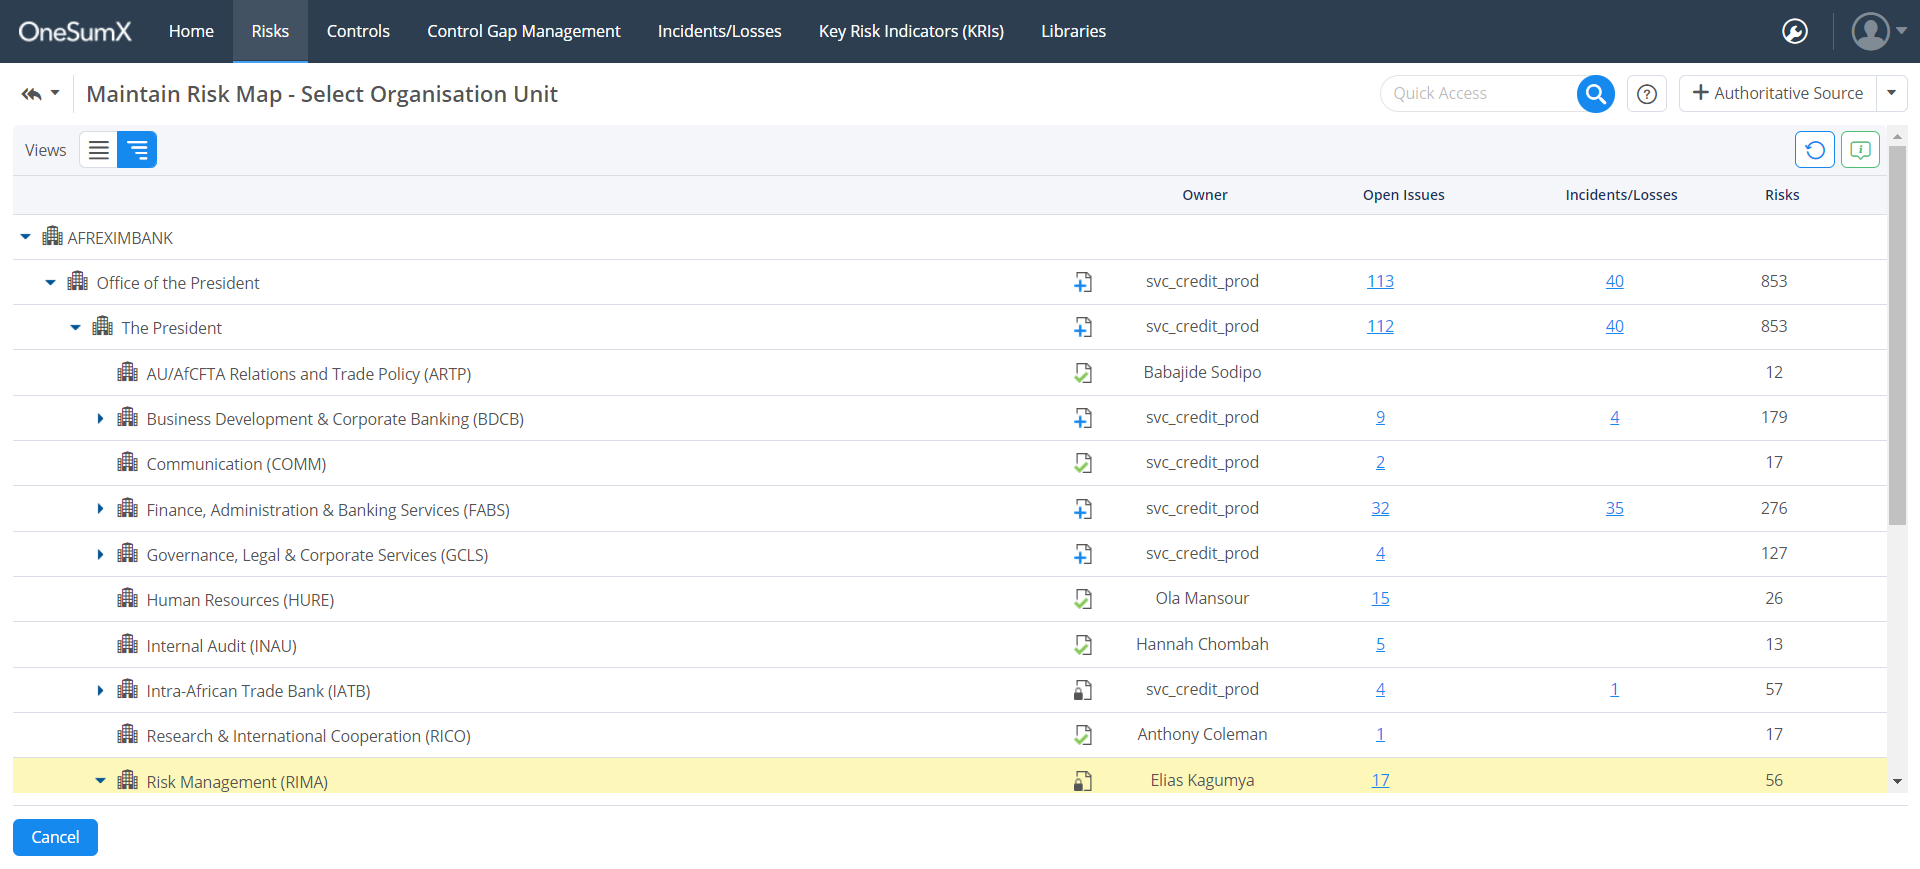 OneSumX Home Risks Controls Control Gap Management Incidents/Losses Key Risk Indicators (KRIs) Libraries
Maintain Risk Map - Select Organisation Unit Quick Access ? + Authoritative Source
Views
Owner Open Issues Incidents/Losses Risks
AFREXIMBANK
Office of the President svc_credit_prod 113 40 853
The President svc_credit_prod 112 40 853
AU/AfCFTA Relations and Trade Policy (ARTP) Babajide Sodipo 12
Business Development & Corporate Banking (BDCB) svc_credit_prod 9 4 179
Communication (COMM) svc_credit_prod 2 17
Finance, Administration & Banking Services (FABS) svc_credit_prod 32 35 276
Governance, Legal & Corporate Services (GCLS) svc_credit_prod 4 127
Human Resources (HURE) Ola Mansour 15 26
Internal Audit (INAU) Hannah Chombah 5 13
Intra-African Trade Bank (IATB) svc_credit_prod 4 1 57
Research & International Cooperation (RICO) Anthony Coleman 1 17
Risk Management (RIMA) Elias Kagumya 17 56
Cancel